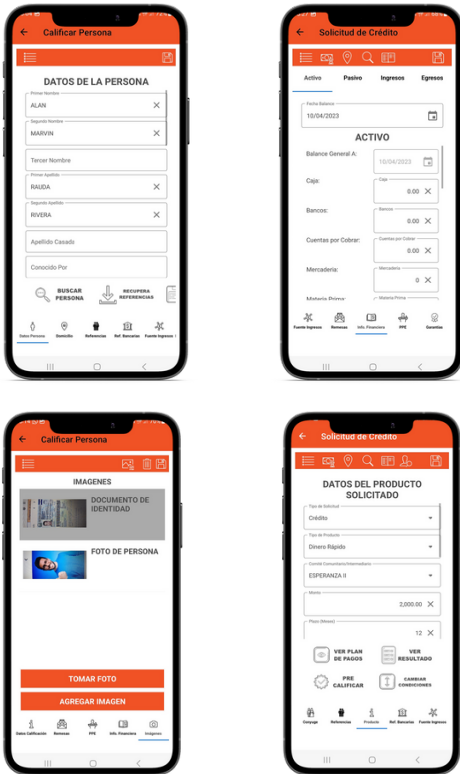 Calificar Persona
DATOS DE LA PERSONA
Primer Nombre
ALAN
Segundo Nombre
MARVIN
Tercer Nombre
Primer Apellido
RAUDA
Segundo Apellido
RIVERA
Apellido Casada
Conocido Por
BUSCAR PERSONA
RECUPERA REFERENCIAS
Datos Persona Domicilio Referencias Ref. Bancarias Fuente Ingresos
Solicitud de Crédito
Activo Pasivo Ingresos Egresos
Fecha Balance
10/04/2023
ACTIVO
Balance General A:
10/04/2023
Caja:
Caja
0.00
Bancos:
Bancos
0.00
Cuentas por Cobrar:
Cuentas por Cobrar
0.00
Mercadería:
Mercadería
0
Materia Prima:
Materia Prima
Fuente Ingresos Remesas Info. Financiera PPE Garantías
Calificar Persona
IMAGENES
DOCUMENTO DE
IDENTIDAD
FOTO DE PERSONA
TOMAR FOTO
AGREGAR IMAGEN
Datos Calificación Remesas PPE Info. Financiera Imágenes
Solicitud de Crédito
DATOS DEL PRODUCTO
SOLICITADO
Tipo de Solicitud
Crédito
Tipo de Producto
Dinero Rápido
Comité Comunitario/Intermediario
ESPERANZA II
Monto
2,000.00
Plazo (Meses)
12
VER PLAN DE PAGOS
VER RESULTADO
PRE CALIFICAR
CAMBIAR CONDICIONES
Conyuge Referencias Producto Ref. Bancarias Fuente Ingresos